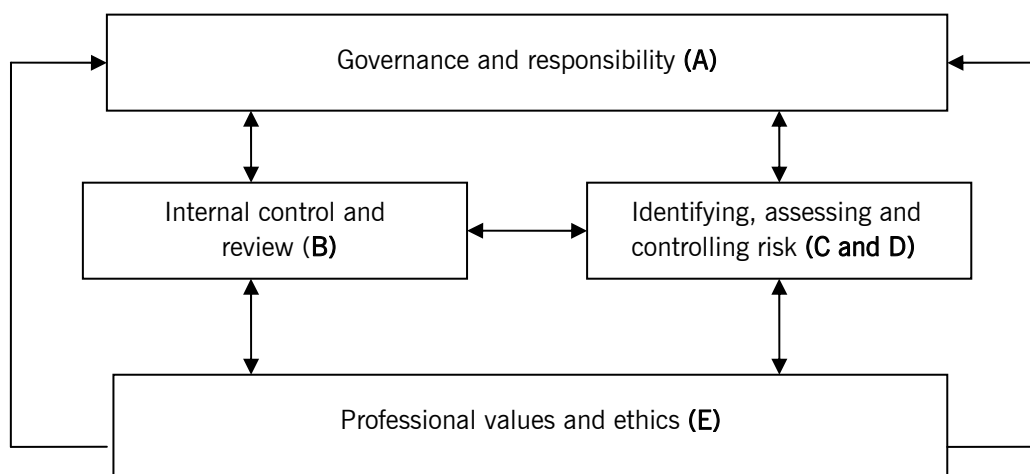 Governance and responsibility (A)
Internal control and
review (B)
Identifying, assessing and
controlling risk (C and D)
Professional values and ethics (E)